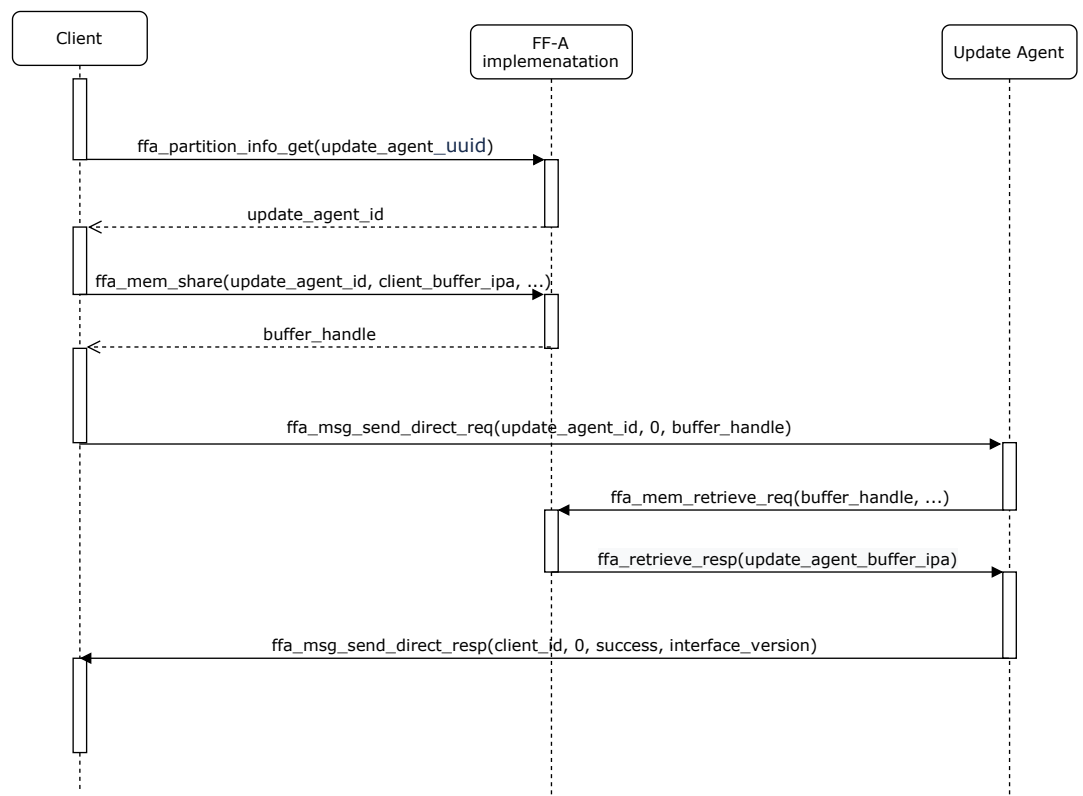 Client
FF-A
implemenatation
Update Agent
ffa_partition_info_get(update_agent_uuid)
update_agent_id
ffa_mem_share(update_agent_id, client_buffer_ipa, ...)
buffer_handle
ffa_msg_send_direct_req(update_agent_id, 0, buffer_handle)
ffa_mem_retrieve_req(buffer_handle, ...)
ffa_retrieve_resp(update_agent_buffer_ipa)
ffa_msg_send_direct_resp(client_id, 0, success, interface_version)